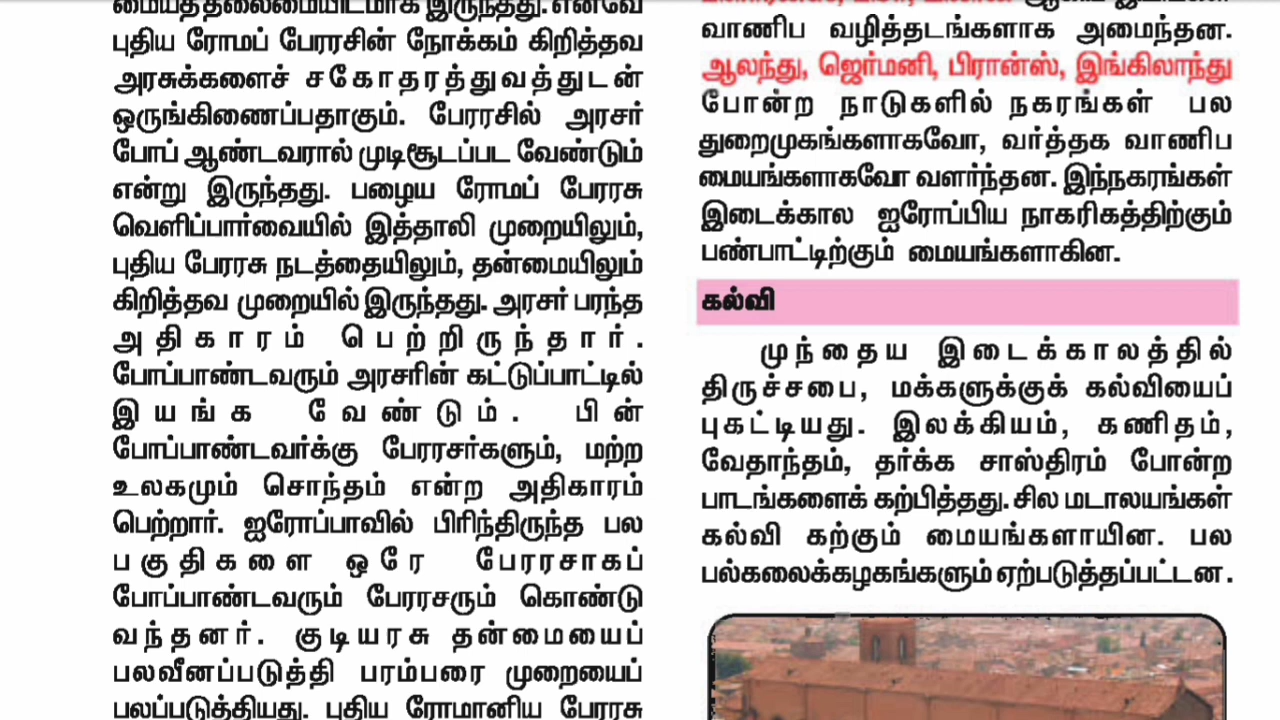 மையத்தலைமையிடமாக இருந்தது. எனவே
புதிய ரோமப் பேரரசின் நோக்கம் கிறித்தவ
அரசுக்களைச் சகோதரத்துவத்துடன்
ஒருங்கிணைப்பதாகும். பேரரசில் அரசர்
போப் ஆண்டவரால் முடிசூடப்பட வேண்டும்
என்று இருந்தது. பழைய ரோமப் பேரரசு
வெளிப்பார்வையில் இத்தாலி முறையிலும்,
புதிய பேரரசு நடத்தையிலும், தன்மையிலும்
கிறித்தவ முறையில் இருந்தது. அரசர் பரந்த
அதிகாரம் பெற்றிருந்தார்.
போப்பாண்டவரும் அரசரின் கட்டுப்பாட்டில்
இயங்க வேண்டும். பின்
போப்பாண்டவர்க்கு பேரரசர்களும், மற்ற
உலகமும் சொந்தம் என்ற அதிகாரம்
பெற்றார். ஐரோப்பாவில் பிரிந்திருந்த பல
பகுதிகளை ஒரே பேரரசாகப்
போப்பாண்டவரும் பேரரசரும் கொண்டு
வந்தனர். குடியரசு தன்மையைப்
பலவீனப்படுத்தி பரம்பரை முறையைப்
பலப்படுத்தியது. புதிய ரோமானிய பேரரசு
வாணிப வழித்தடங்களாக அமைந்தன.
ஆலந்து, ஜெர்மனி, பிரான்ஸ், இங்கிலாந்து
போன்ற நாடுகளில் நகரங்கள் பல
துறைமுகங்களாகவோ, வர்த்தக வாணிப
மையங்களாகவோ வளர்ந்தன. இந்நகரங்கள்
இடைக்கால ஐரோப்பிய நாகரிகத்திற்கும்
பண்பாட்டிற்கும் மையங்களாகின.
கல்வி
முந்தைய இடைக்காலத்தில்
திருச்சபை, மக்களுக்குக் கல்வியைப்
புகட்டியது. இலக்கியம், கணிதம்,
வேதாந்தம், தர்க்க சாஸ்திரம் போன்ற
பாடங்களைக் கற்பித்தது. சில மடாலயங்கள்
கல்வி கற்கும் மையங்களாயின. பல
பல்கலைக்கழகங்களும் ஏற்படுத்தப்பட்டன.